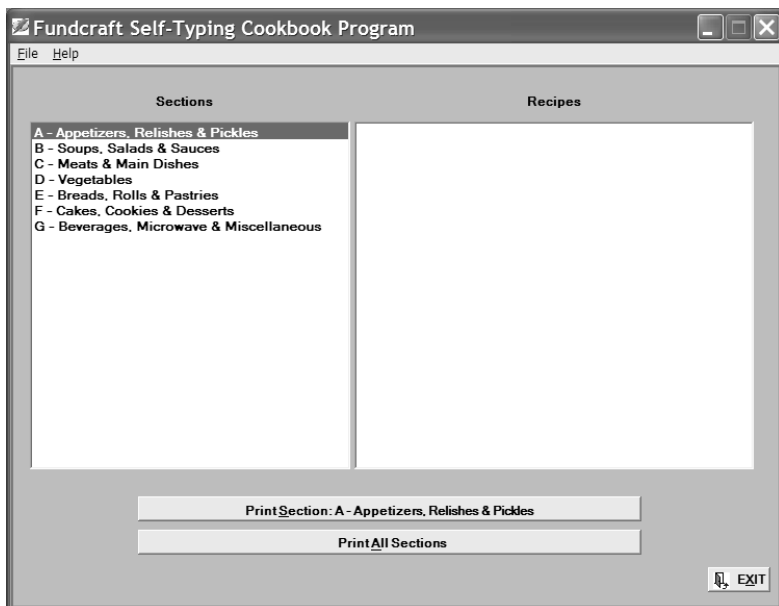 Fundcraft Self-Typing Cookbook Program
File Help
Sections
Recipes
A - Appetizers, Relishes & Pickles
B - Soups, Salads & Sauces
C - Meats & Main Dishes
D - Vegetables
E - Breads, Rolls & Pastries
F - Cakes, Cookies & Desserts
G - Beverages, Microwave & Miscellaneous
Print Section: A - Appetizers, Relishes & Pickles
Print All Sections
EXIT